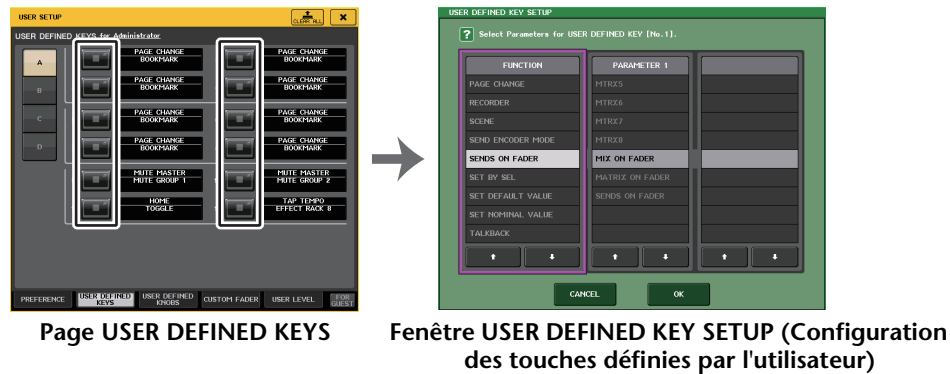 USER SETUP
CLEAR ALL
USER DEFINED KEYS for Administrator
A
B
C
D
PAGE CHANGE
BOOKMARK
PAGE CHANGE
BOOKMARK
PAGE CHANGE
BOOKMARK
PAGE CHANGE
BOOKMARK
PAGE CHANGE
BOOKMARK
PAGE CHANGE
BOOKMARK
PAGE CHANGE
BOOKMARK
PAGE CHANGE
BOOKMARK
MUTE MASTER
MUTE GROUP 1
MUTE MASTER
MUTE GROUP 2
HOME
TOGGLE
TAP TEMPO
EFFECT RACK 8
PREFERENCE
USER DEFINED
KEYS
USER DEFINED
KNOBS
CUSTOM FADER
USER LEVEL
FOR
GUEST
Page USER DEFINED KEYS
USER DEFINED KEY SETUP
? Select Parameters for USER DEFINED KEY [No.1].
FUNCTION
PAGE CHANGE
RECORDER
SCENE
SEND ENCODER MODE
SENDS ON FADER
SET BY SEL
SET DEFAULT VALUE
SET NOMINAL VALUE
TALKBACK
PARAMETER 1
MTRX5
MTRX6
MTRX7
MTRX8
MIX ON FADER
MATRIX ON FADER
SENDS ON FADER
CANCEL
OK
Fenêtre USER DEFINED KEY SETUP (Configuration
des touches définies par l'utilisateur)